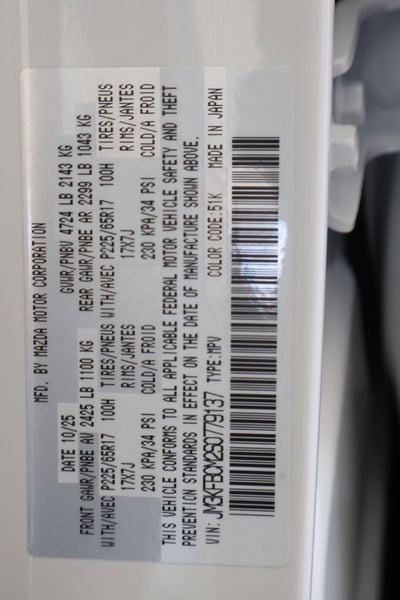 MFD. BY MAZDA MOTOR CORPORATION
DATE 10/25 GVWR/PNBV 4724 LB 2143 KG
FRONT GAWR/PNBE AV 2425 LB 1100 KG REAR GAWR/PNBE AR 2299 LB 1043 KG
WITH/AVEC P225/65R17 100H TIRES/PNEUS WITH/AVEC P225/65R17 100H TIRES/PNEUS
17X7J RIMS/JANTES 17X7J RIMS/JANTES
230 KPA/34 PSI COLD/A FROID 230 KPA/34 PSI COLD/A FROID
THIS VEHICLE CONFORMS TO ALL APPLICABLE FEDERAL MOTOR VEHICLE SAFETY AND THEFT
PREVENTION STANDARDS IN EFFECT ON THE DATE OF MANUFACTURE SHOWN ABOVE.
VIN: JM3KFBCM2S0779137 TYPE:MPV COLOR CODE:51K MADE IN JAPAN